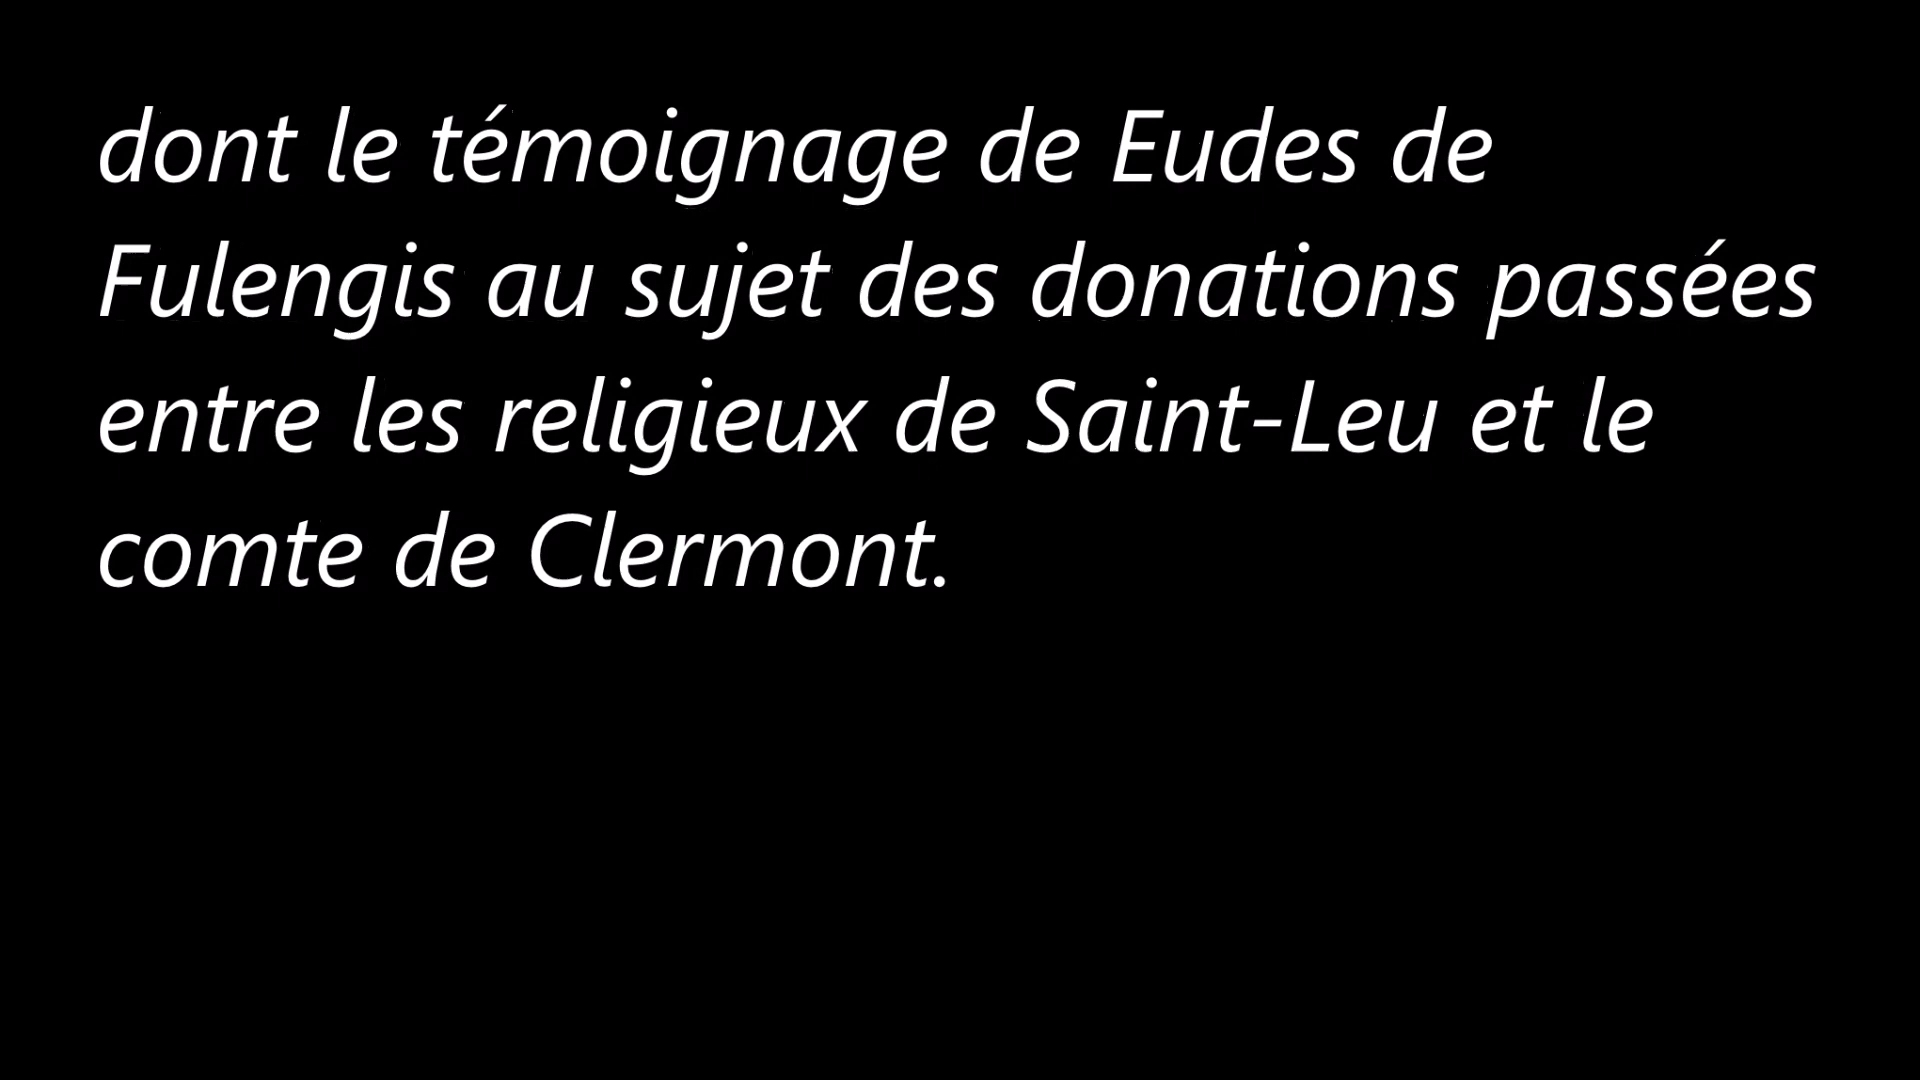 dont le témoignage de Eudes de
Fulengis au sujet des donations passées
entre les religieux de Saint-Leu et le
comte de Clermont.